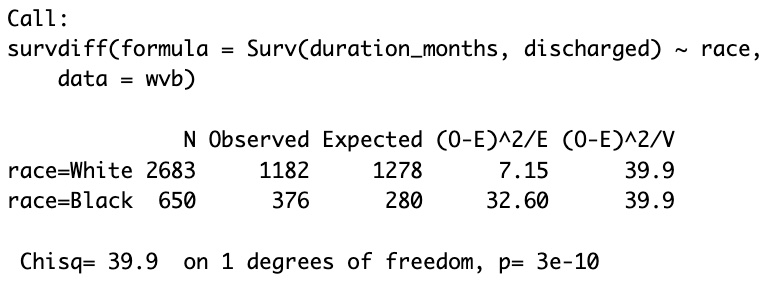 Call:
survdiff(formula = Surv(duration_months, discharged) ~ race,
    data = wvb)

              N Observed Expected (O-E)^2/E (O-E)^2/V
race=White 2683     1182     1278      7.15      39.9
race=Black  650      376      280     32.60      39.9

 Chisq= 39.9  on 1 degrees of freedom, p= 3e-10